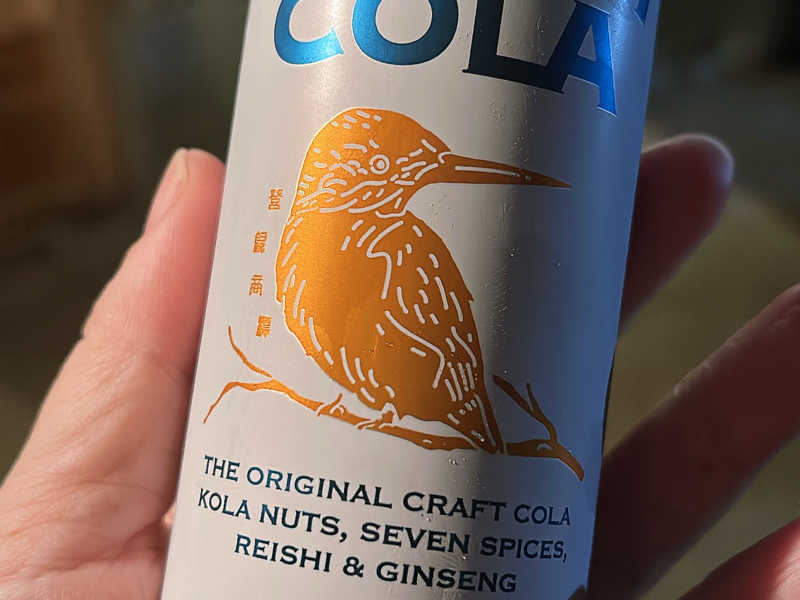 COLA
THE ORIGINAL CRAFT COLA
KOLA NUTS, SEVEN SPICES,
REISHI & GINSENG